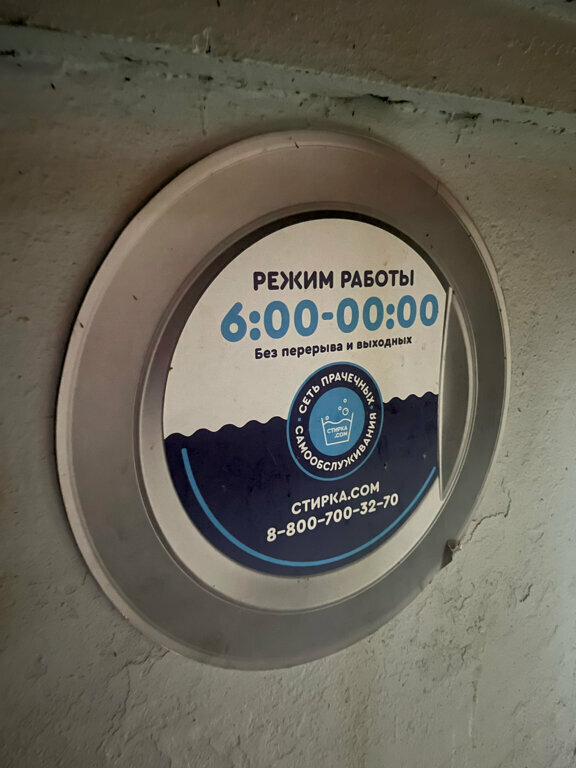 РЕЖИМ РАБОТЫ
6:00-00:00
Без перерыва и выходных
СЕТЬ ПРАЧЕЧНЫХ
САМООБСЛУЖИВАНИЯ
СТИРКА
.COM
СТИРКА.COM
8-800-700-32-70